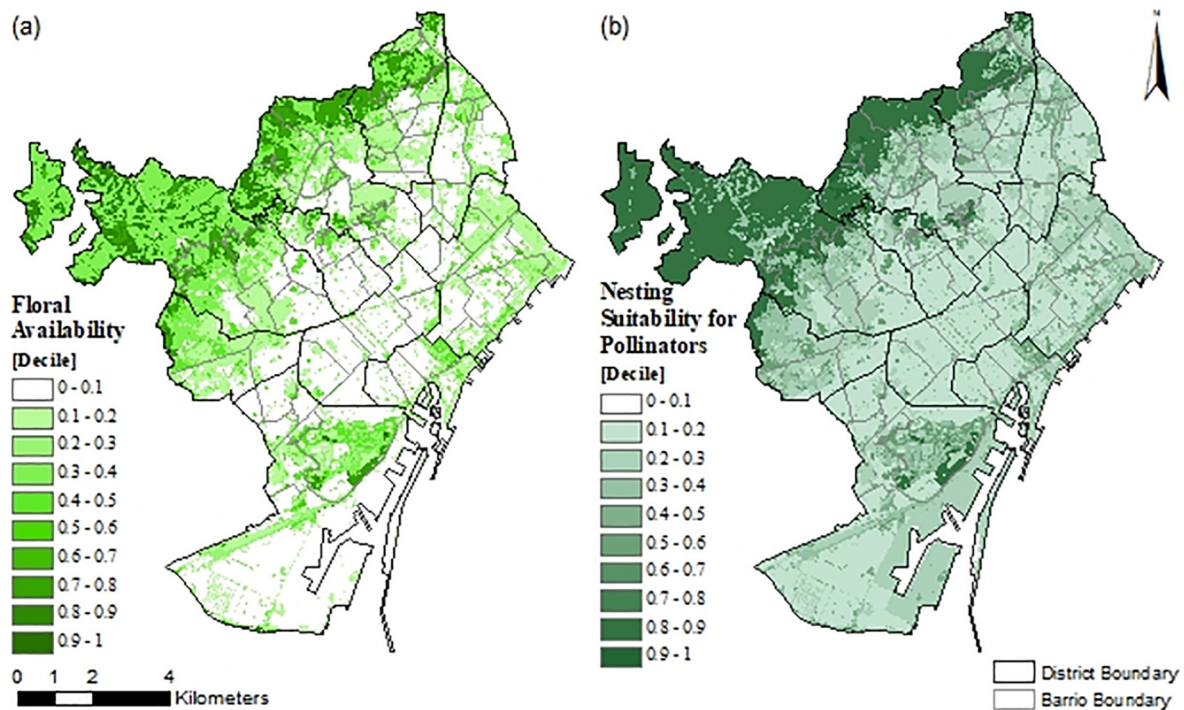 (a)
Floral
Availability
[Decile]
0 - 0.1
0.1 - 0.2
0.2 - 0.3
0.3 - 0.4
0.4 - 0.5
0.5 - 0.6
0.6 - 0.7
0.7 - 0.8
0.8 - 0.9
0.9 - 1
0 1 2 4
Kilometers
(b)
N
Nesting
Suitability for
Pollinators
[Decile]
0 - 0.1
0.1 - 0.2
0.2 - 0.3
0.3 - 0.4
0.4 - 0.5
0.5 - 0.6
0.6 - 0.7
0.7 - 0.8
0.8 - 0.9
0.9 - 1
District Boundary
Barrio Boundary